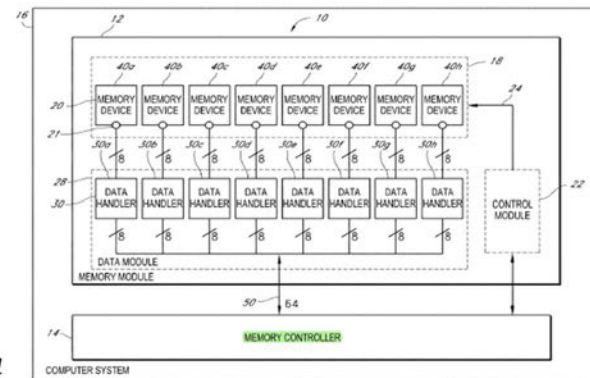 16
12
10
40a 40b 40c 40d 40e 40f 40g 40h
18
20
MEMORY DEVICE MEMORY DEVICE MEMORY DEVICE MEMORY DEVICE MEMORY DEVICE MEMORY DEVICE MEMORY DEVICE MEMORY DEVICE
24
21
8 8 8 8 8 8 8 8
30a 30b 30c 30d 30e 30f 30g 30h
28
30
DATA HANDLER DATA HANDLER DATA HANDLER DATA HANDLER DATA HANDLER DATA HANDLER DATA HANDLER DATA HANDLER
CONTROL MODULE
22
8 8 8 8 8 8 8 8
DATA MODULE
MEMORY MODULE
50 64
14
MEMORY CONTROLLER
COMPUTER SYSTEM